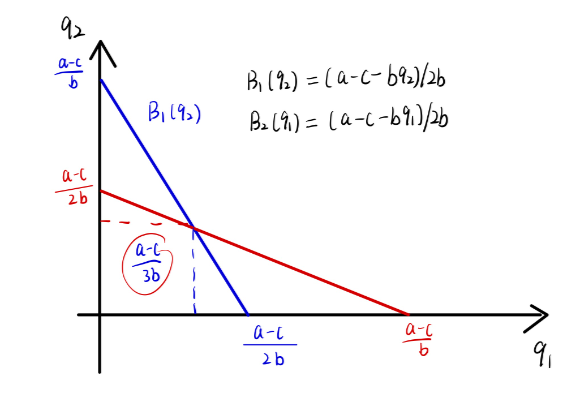 q2
a-c/b
B1(q2) = (a-c-bq2)/2b
B1(q2)
B2(q1) = (a-c-bq1)/2b
a-c/2b
a-c/3b
a-c/2b
a-c/b
q1